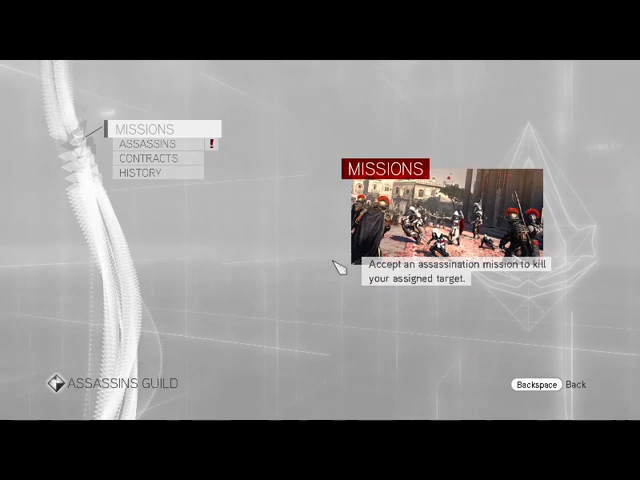 MISSIONS
ASSASSINS !
CONTRACTS
HISTORY
MISSIONS
Accept an assassination mission to kill
your assigned target.
ASSASSINS GUILD
Backspace Back